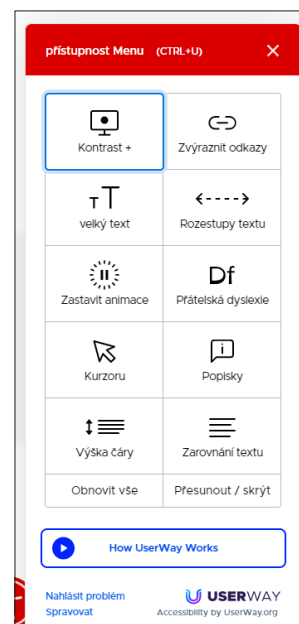 přístupnost Menu (CTRL+U)
Kontrast +
Zvýraznit odkazy
velký text
Rozestupy textu
Zastavit animace
Df
Přátelská dyslexie
Kurzoru
Popisky
Výška čáry
Zarovnání textu
Obnovit vše
Přesunout / skrýt
How UserWay Works
Nahlásit problém
Spravovat
USERWAY
Accessibility by UserWay.org